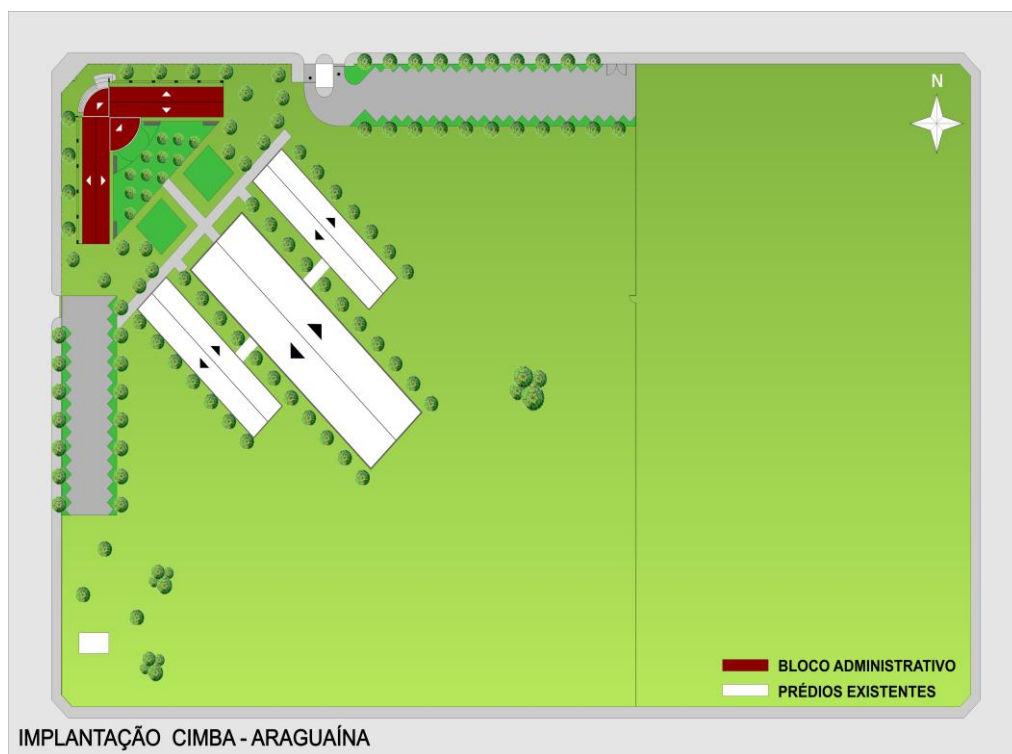 N
BLOCO ADMINISTRATIVO
PRÉDIOS EXISTENTES
IMPLANTAÇÃO CIMBA - ARAGUAÍNA